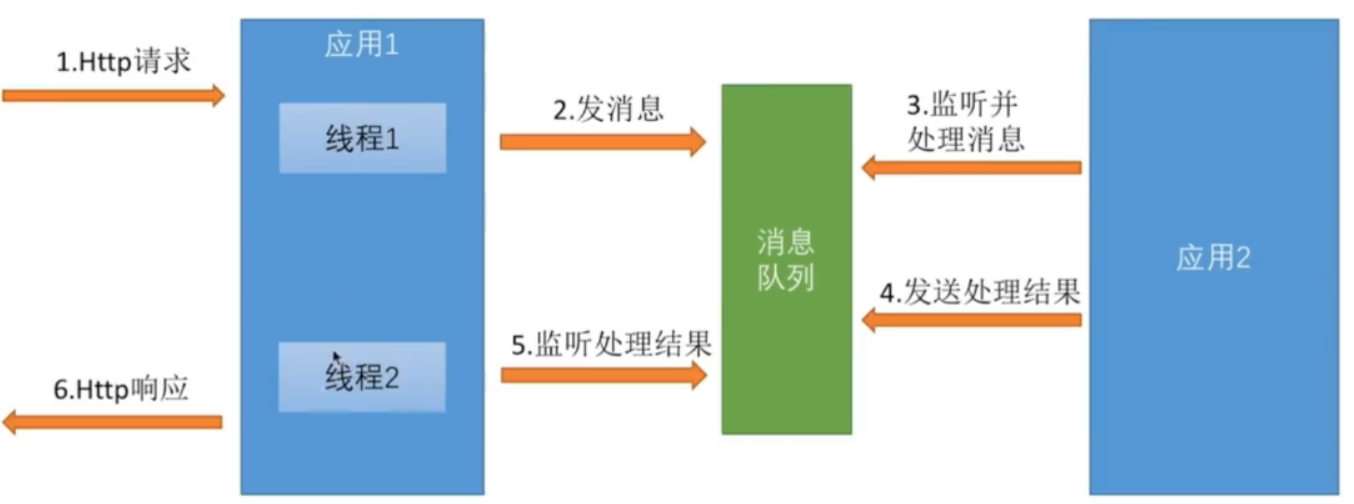 应用1
1.Http请求
线程1
2.发消息
3.监听并
处理消息
消息
队列
应用2
4.发送处理结果
5.监听处理结果
线程2
6.Http响应